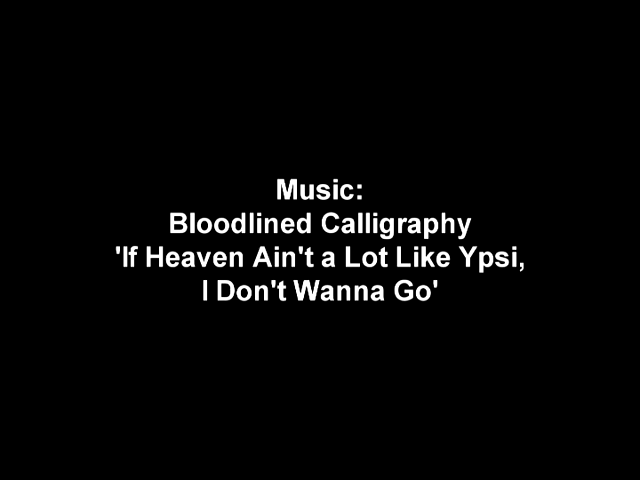 Music:
Bloodlined Calligraphy
'If Heaven Ain't a Lot Like Ypsi,
I Don't Wanna Go'